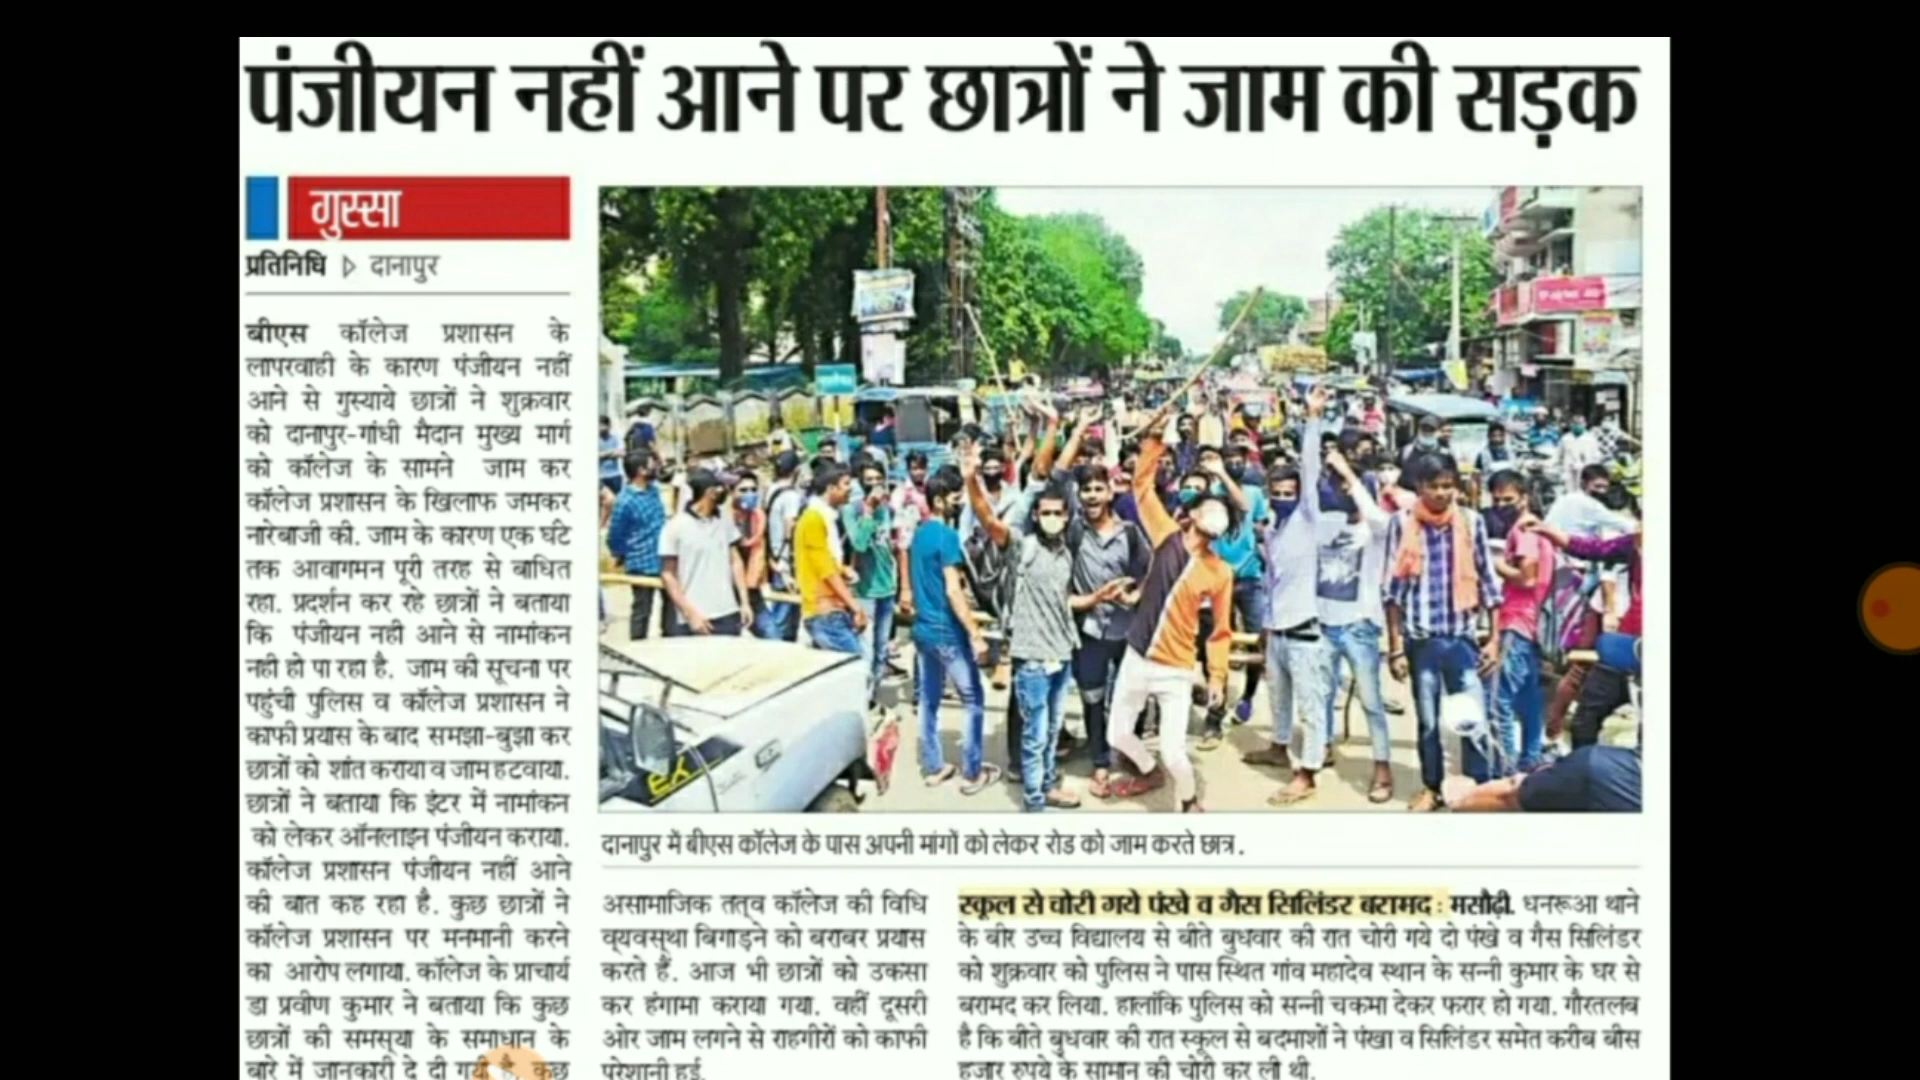 पंजीयन नहीं आने पर छात्रों ने जाम की सड़क
गुस्सा
प्रतिनिधि ▷ दानापुर
बीएस कॉलेज प्रशासन के
लापरवाही के कारण पंजीयन नहीं
आने से गुस्याये छात्रों ने शुक्रवार
को दानापुर-गांधी मैदान मुख्य मार्ग
को कॉलेज के सामने जाम कर
कॉलेज प्रशासन के खिलाफ जमकर
नारेबाजी की. जाम के कारण एक घंटे
तक आवागमन पूरी तरह से बाधित
रहा. प्रदर्शन कर रहे छात्रों ने बताया
कि पंजीयन नही आने से नामांकन
नही हो पा रहा है. जाम की सूचना पर
पहुंची पुलिस व कॉलेज प्रशासन ने
काफी प्रयास के बाद समझा-बुझा कर
छात्रों को शांत कराया व जाम हटवाया.
छात्रों ने बताया कि इंटर में नामांकन
को लेकर ऑनलाइन पंजीयन कराया.
कॉलेज प्रशासन पंजीयन नहीं आने
की बात कह रहा है. कुछ छात्रों ने
कॉलेज प्रशासन पर मनमानी करने
का आरोप लगाया. कॉलेज के प्राचार्य
डा प्रवीण कुमार ने बताया कि कुछ
छात्रों की समस्या के समाधान के
बारे में जानकारी दे दी गयी है. कुछ
दानापुर में बीएस कॉलेज के पास अपनी मांगों को लेकर रोड को जाम करते छात्र.
असामाजिक तत्व कॉलेज की विधि
व्यवस्था बिगाड़ने को बराबर प्रयास
करते हैं. आज भी छात्रों को उकसा
कर हंगामा कराया गया. वहीं दूसरी
ओर जाम लगने से राहगीरों को काफी
परेशानी हुई.
स्कूल से चोरी गये पंखे व गैस सिलिंडर बरामद : मसौढ़ी. धनरूआ थाने
के बीर उच्च विद्यालय से बीते बुधवार की रात चोरी गये दो पंखे व गैस सिलिंडर
को शुक्रवार को पुलिस ने पास स्थित गांव महादेव स्थान के सन्नी कुमार के घर से
बरामद कर लिया. हालांकि पुलिस को सन्नी चकमा देकर फरार हो गया. गौरतलब
है कि बीते बुधवार की रात स्कूल से बदमाशों ने पंखा व सिलिंडर समेत करीब बीस
हजार रुपये के सामान की चोरी कर ली थी.